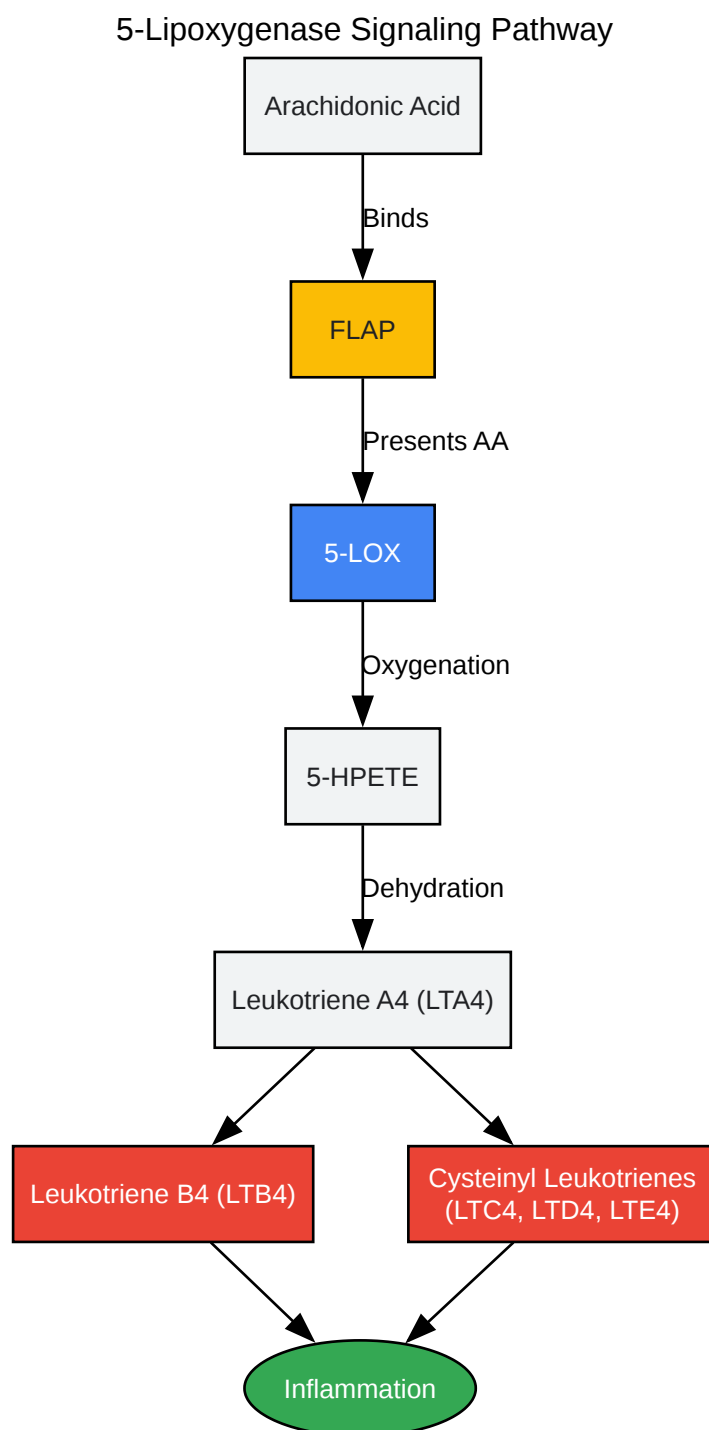 5-Lipoxygenase Signaling Pathway
Arachidonic Acid
Binds
FLAP
Presents AA
5-LOX
Oxygenation
5-HPETE
Dehydration
Leukotriene A4 (LTA4)
Leukotriene B4 (LTB4)
Cysteinyl Leukotrienes
(LTC4, LTD4, LTE4)
Inflammation